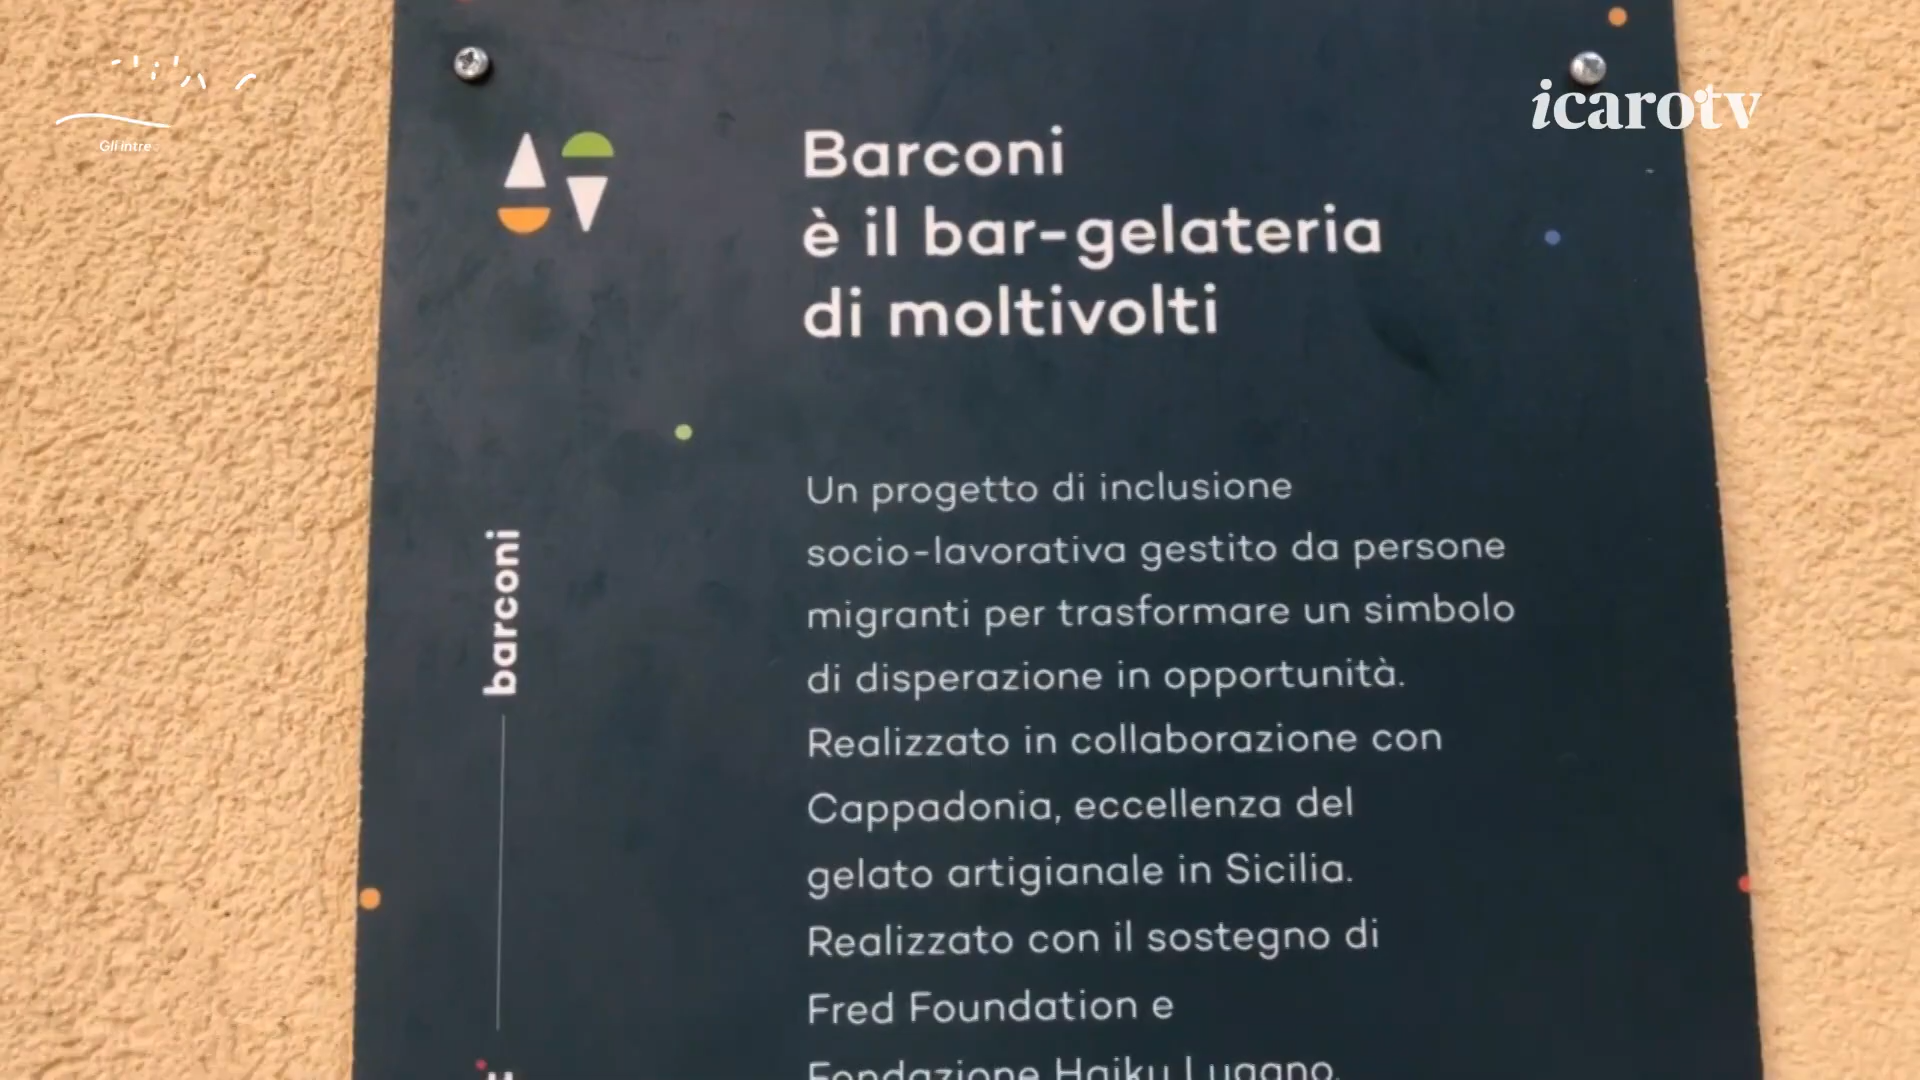 Gli intre
icarotv
Barconi
è il bar-gelateria
di moltivolti
barconi
Un progetto di inclusione
socio-lavorativa gestito da persone
migranti per trasformare un simbolo
di disperazione in opportunità.
Realizzato in collaborazione con
Cappadonia, eccellenza del
gelato artigianale in Sicilia.
Realizzato con il sostegno di
Fred Foundation e
Fondazione Haiku Lugano.